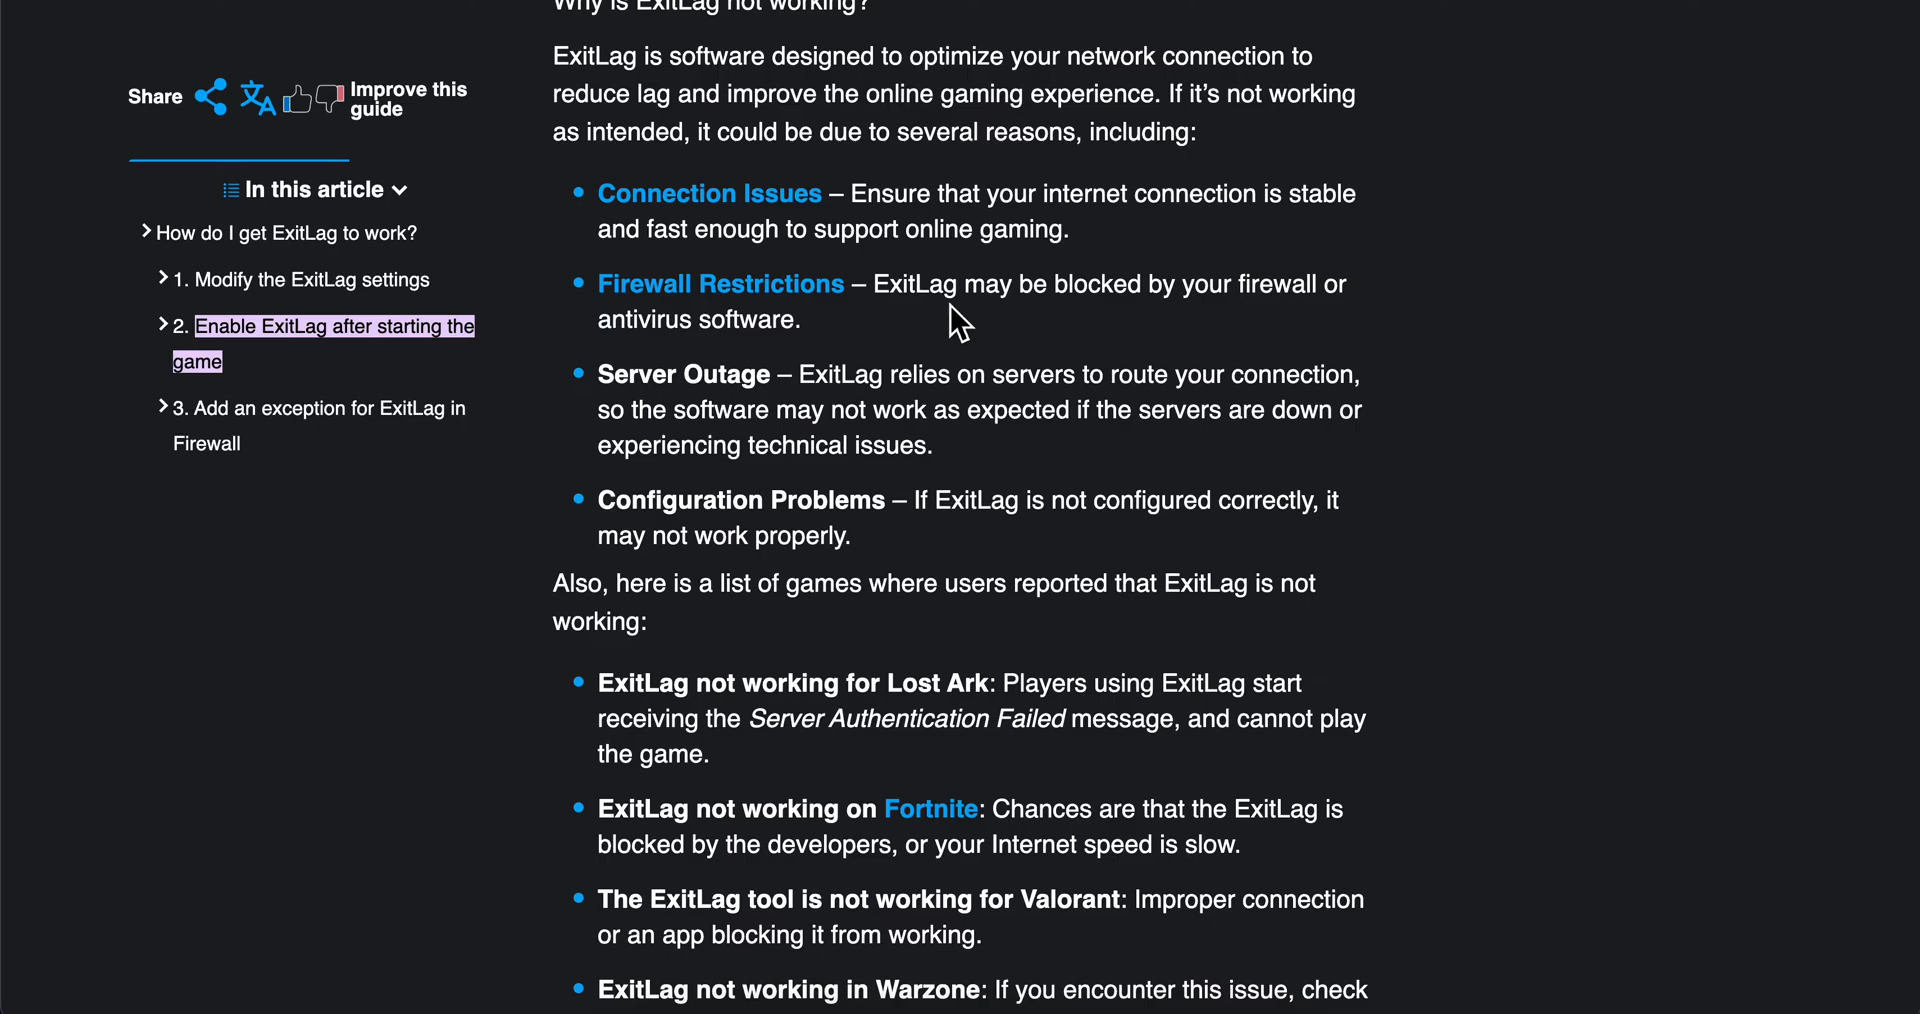 Why is ExitLag not working?
Share
Improve this
guide
In this article
How do I get ExitLag to work?
1. Modify the ExitLag settings
2. Enable ExitLag after starting the
game
3. Add an exception for ExitLag in
Firewall
ExitLag is software designed to optimize your network connection to
reduce lag and improve the online gaming experience. If it’s not working
as intended, it could be due to several reasons, including:
Connection Issues – Ensure that your internet connection is stable
and fast enough to support online gaming.
Firewall Restrictions – ExitLag may be blocked by your firewall or
antivirus software.
Server Outage – ExitLag relies on servers to route your connection,
so the software may not work as expected if the servers are down or
experiencing technical issues.
Configuration Problems – If ExitLag is not configured correctly, it
may not work properly.
Also, here is a list of games where users reported that ExitLag is not
working:
ExitLag not working for Lost Ark: Players using ExitLag start
receiving the Server Authentication Failed message, and cannot play
the game.
ExitLag not working on Fortnite: Chances are that the ExitLag is
blocked by the developers, or your Internet speed is slow.
The ExitLag tool is not working for Valorant: Improper connection
or an app blocking it from working.
ExitLag not working in Warzone: If you encounter this issue, check